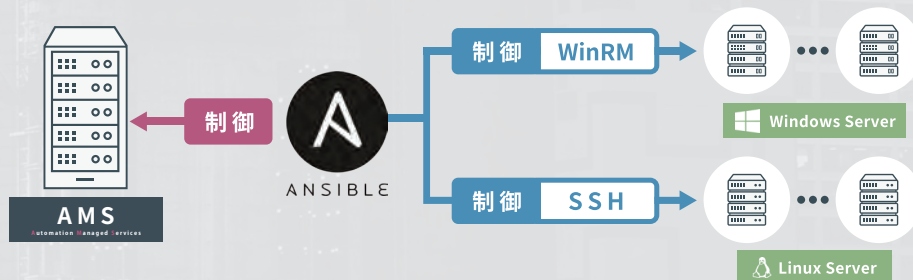 制御
WinRM
Windows Server
制御
ANSIBLE
AMS
Automation Managed Services
制御
SSH
Linux Server